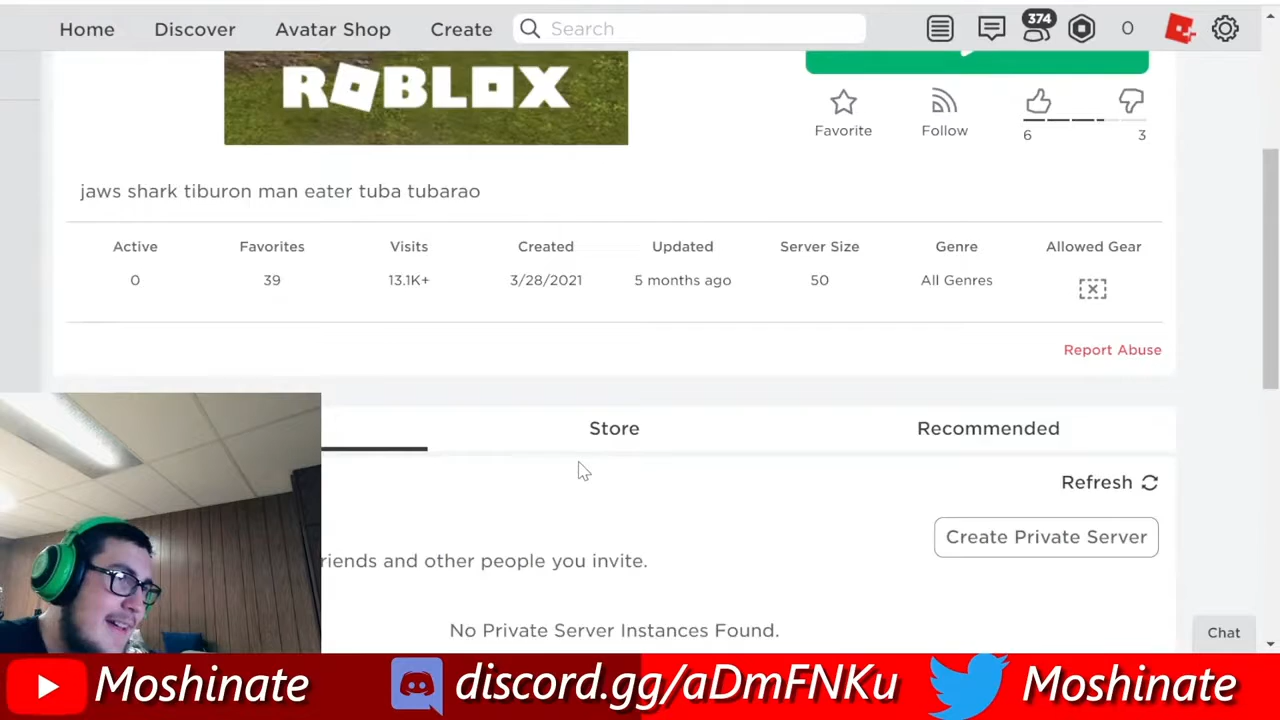 Home Discover Avatar Shop Create Search 374 0
ROBLOX
Favorite Follow 6 3
jaws shark tiburon man eater tuba tubarao
Active Favorites Visits Created Updated Server Size Genre Allowed Gear
0 39 13.1K+ 3/28/2021 5 months ago 50 All Genres
Report Abuse
Store Recommended
Refresh
Create Private Server
riends and other people you invite.
No Private Server Instances Found.
Chat
Moshinate discord.gg/aDmFNKu Moshinate